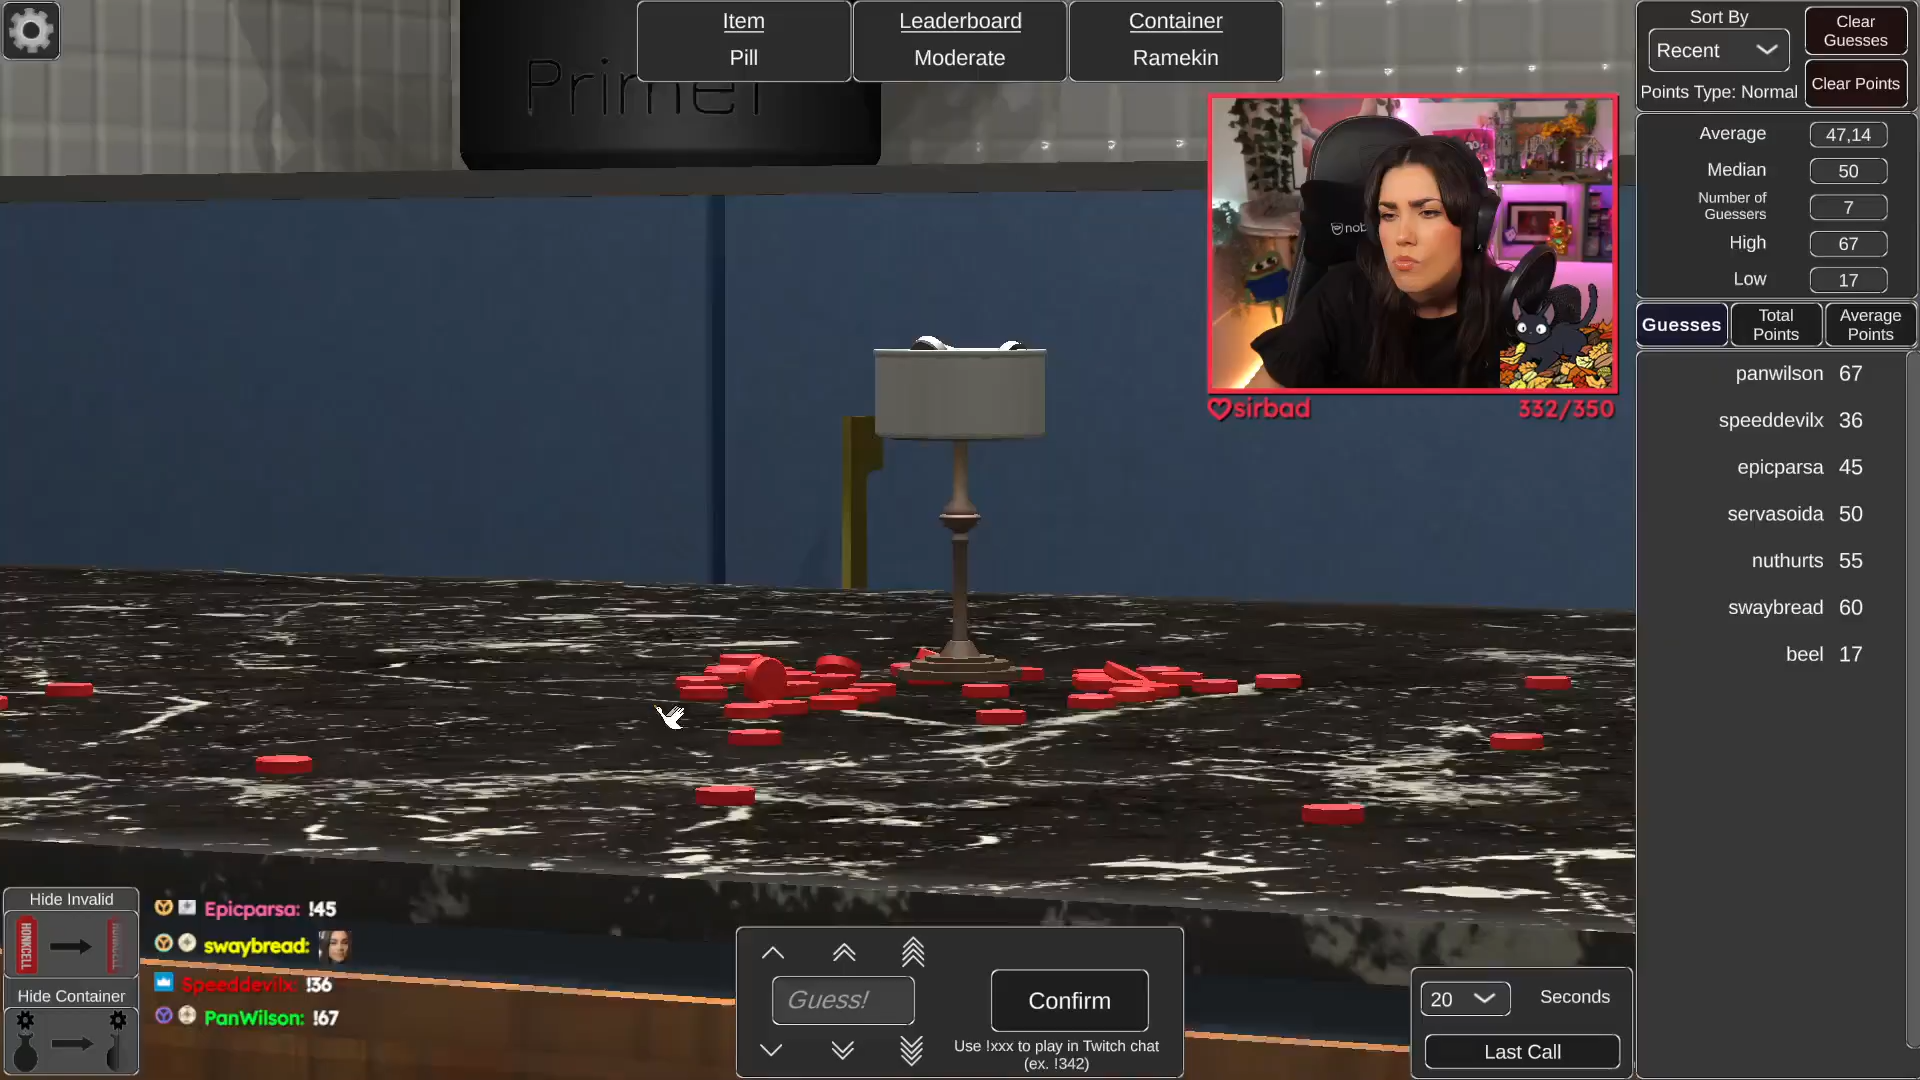 Item
Pill
Leaderboard
Moderate
Container
Ramekin
Sort By
Recent
Clear
Guesses
Points Type: Normal
Clear Points
Average 47,14
Median 50
Number of
Guessers 7
High 67
Low 17
Guesses
Total
Points
Average
Points
panwilson 67
speeddevilx 36
epicparsa 45
servasoida 50
nuthurts 55
swaybread 60
beel 17
Primer
nob
sirbad 332/350
Hide Invalid
HONKCELL
Hide Container
Epicparsa: !45
swaybread:
Speeddevilx: !36
PanWilson: !67
Guess!
Confirm
Use !xxx to play in Twitch chat
(ex. !342)
20 Seconds
Last Call